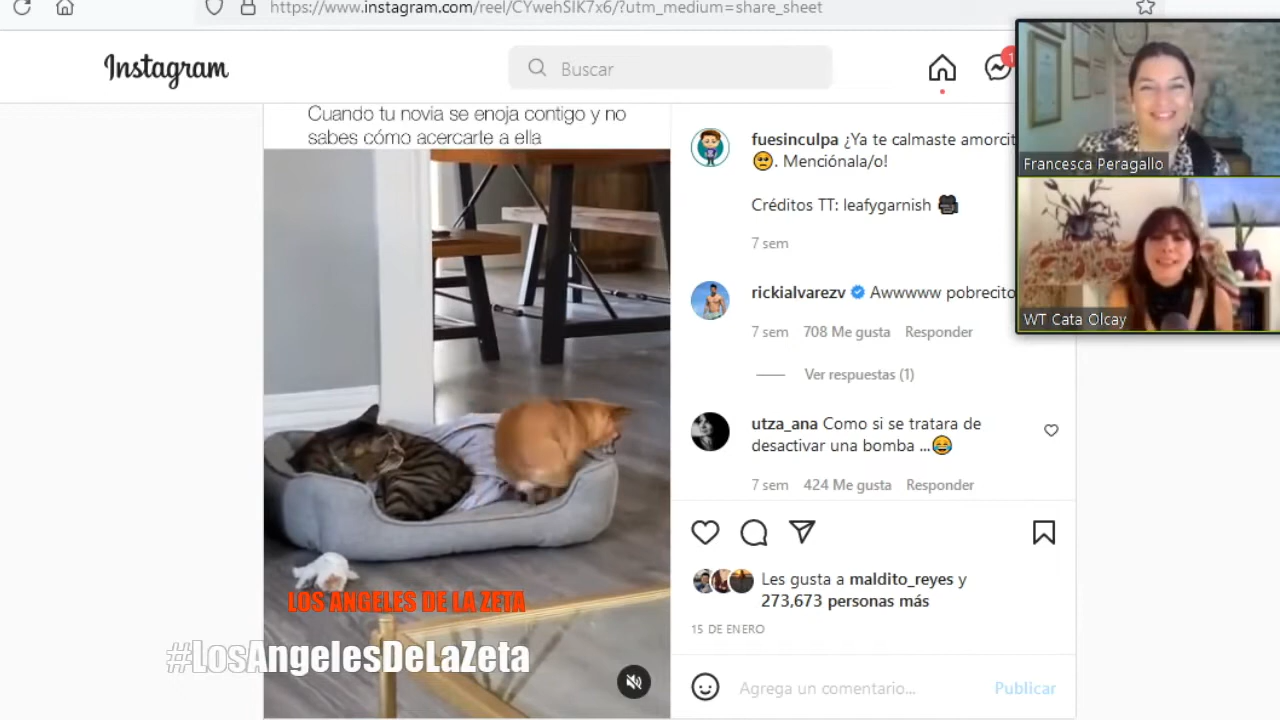 https://www.instagram.com/reel/CYwehSIK7x6/?utm_medium=share_sheet
Instagram
Buscar
1
Cuando tu novia se enoja contigo y no
sabes cómo acercarte a ella
fuesinculpa ¿Ya te calmaste amorcit
🥺. Menciónala/o!
Créditos TT: leafygarnish
7 sem
rickialvarezv Awwwww pobrecito
7 sem 708 Me gusta Responder
Ver respuestas (1)
utza_ana Como si se tratara de
desactivar una bomba ...😂
7 sem 424 Me gusta Responder
Les gusta a maldito_reyes y
273,673 personas más
15 DE ENERO
Agrega un comentario... Publicar
Francesca Peragallo
WT Cata Olcay
LOS ANGELES DE LA ZETA
#LosAngelesDeLaZeta